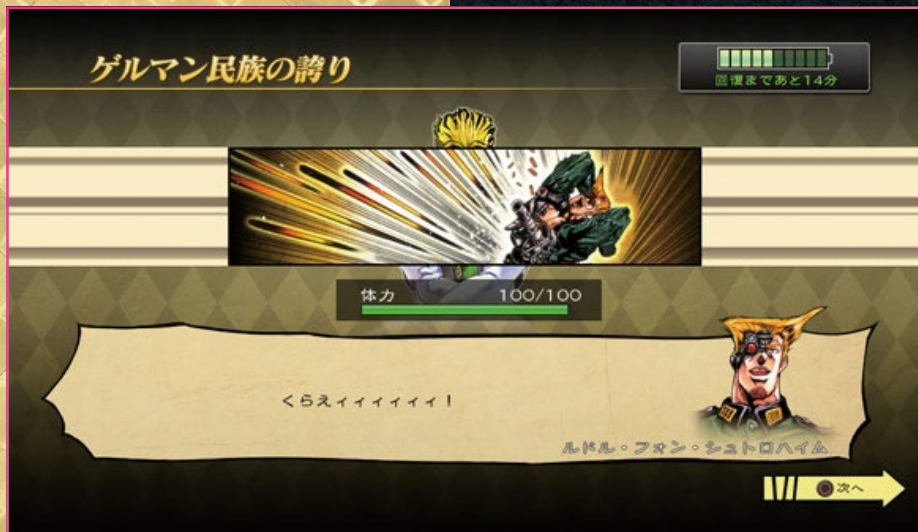 ゲルマン民族の誇り
回復まであと14分
体力 100/100
くらえィィィィィィ!
ルドル・フォン・シュトロハイム
次へ